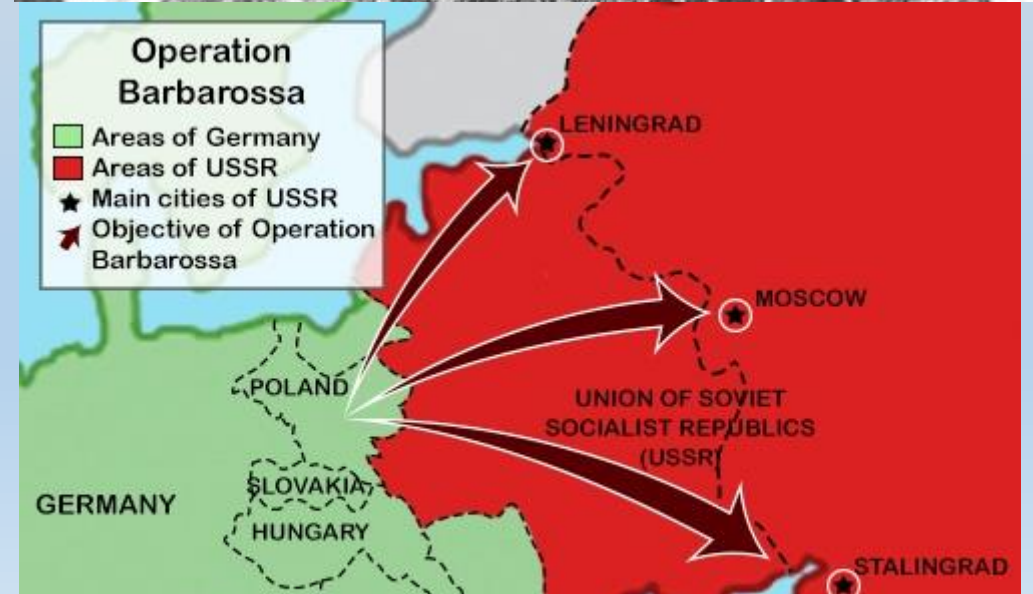 Operation
Barbarossa
Areas of Germany
Areas of USSR
Main cities of USSR
Objective of Operation
Barbarossa
LENINGRAD
MOSCOW
POLAND
UNION OF SOVIET
SOCIALIST REPUBLICS
(USSR)
SLOVAKIA
GERMANY
HUNGARY
STALINGRAD